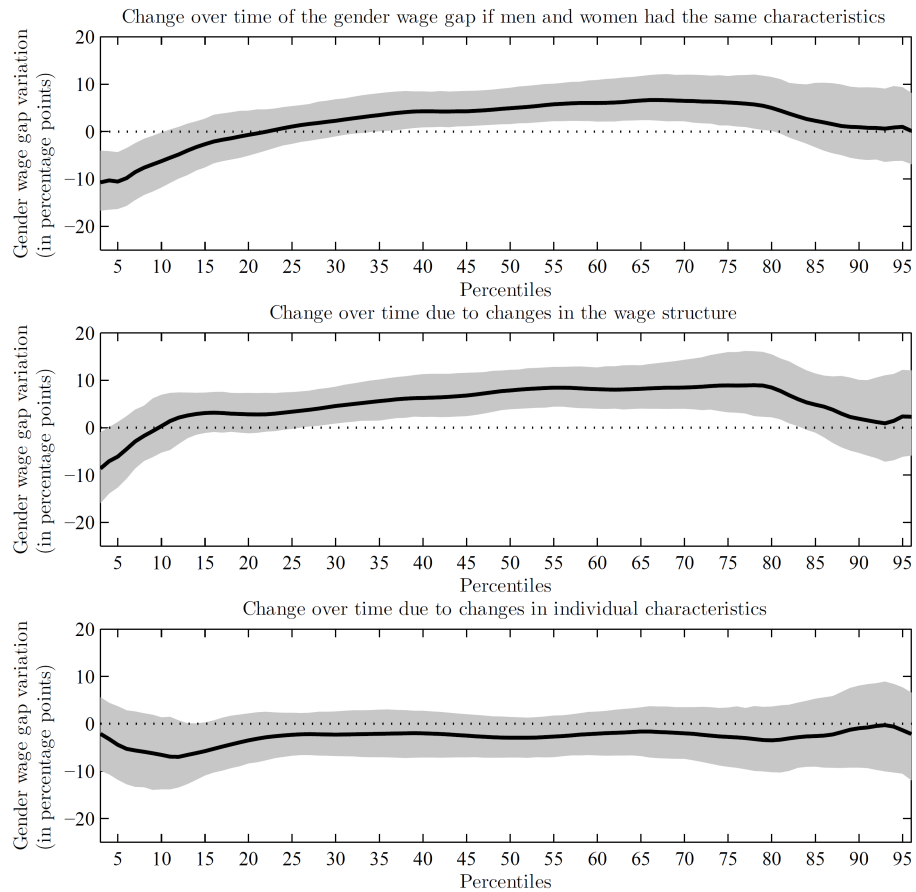 Change over time of the gender wage gap if men and women had the same characteristics
Gender wage gap variation
(in percentage points)
20
10
0
−10
−20
5 10 15 20 25 30 35 40 45 50 55 60 65 70 75 80 85 90 95
Percentiles
Change over time due to changes in the wage structure
Gender wage gap variation
(in percentage points)
20
10
0
−10
−20
5 10 15 20 25 30 35 40 45 50 55 60 65 70 75 80 85 90 95
Percentiles
Change over time due to changes in individual characteristics
Gender wage gap variation
(in percentage points)
20
10
0
−10
−20
5 10 15 20 25 30 35 40 45 50 55 60 65 70 75 80 85 90 95
Percentiles